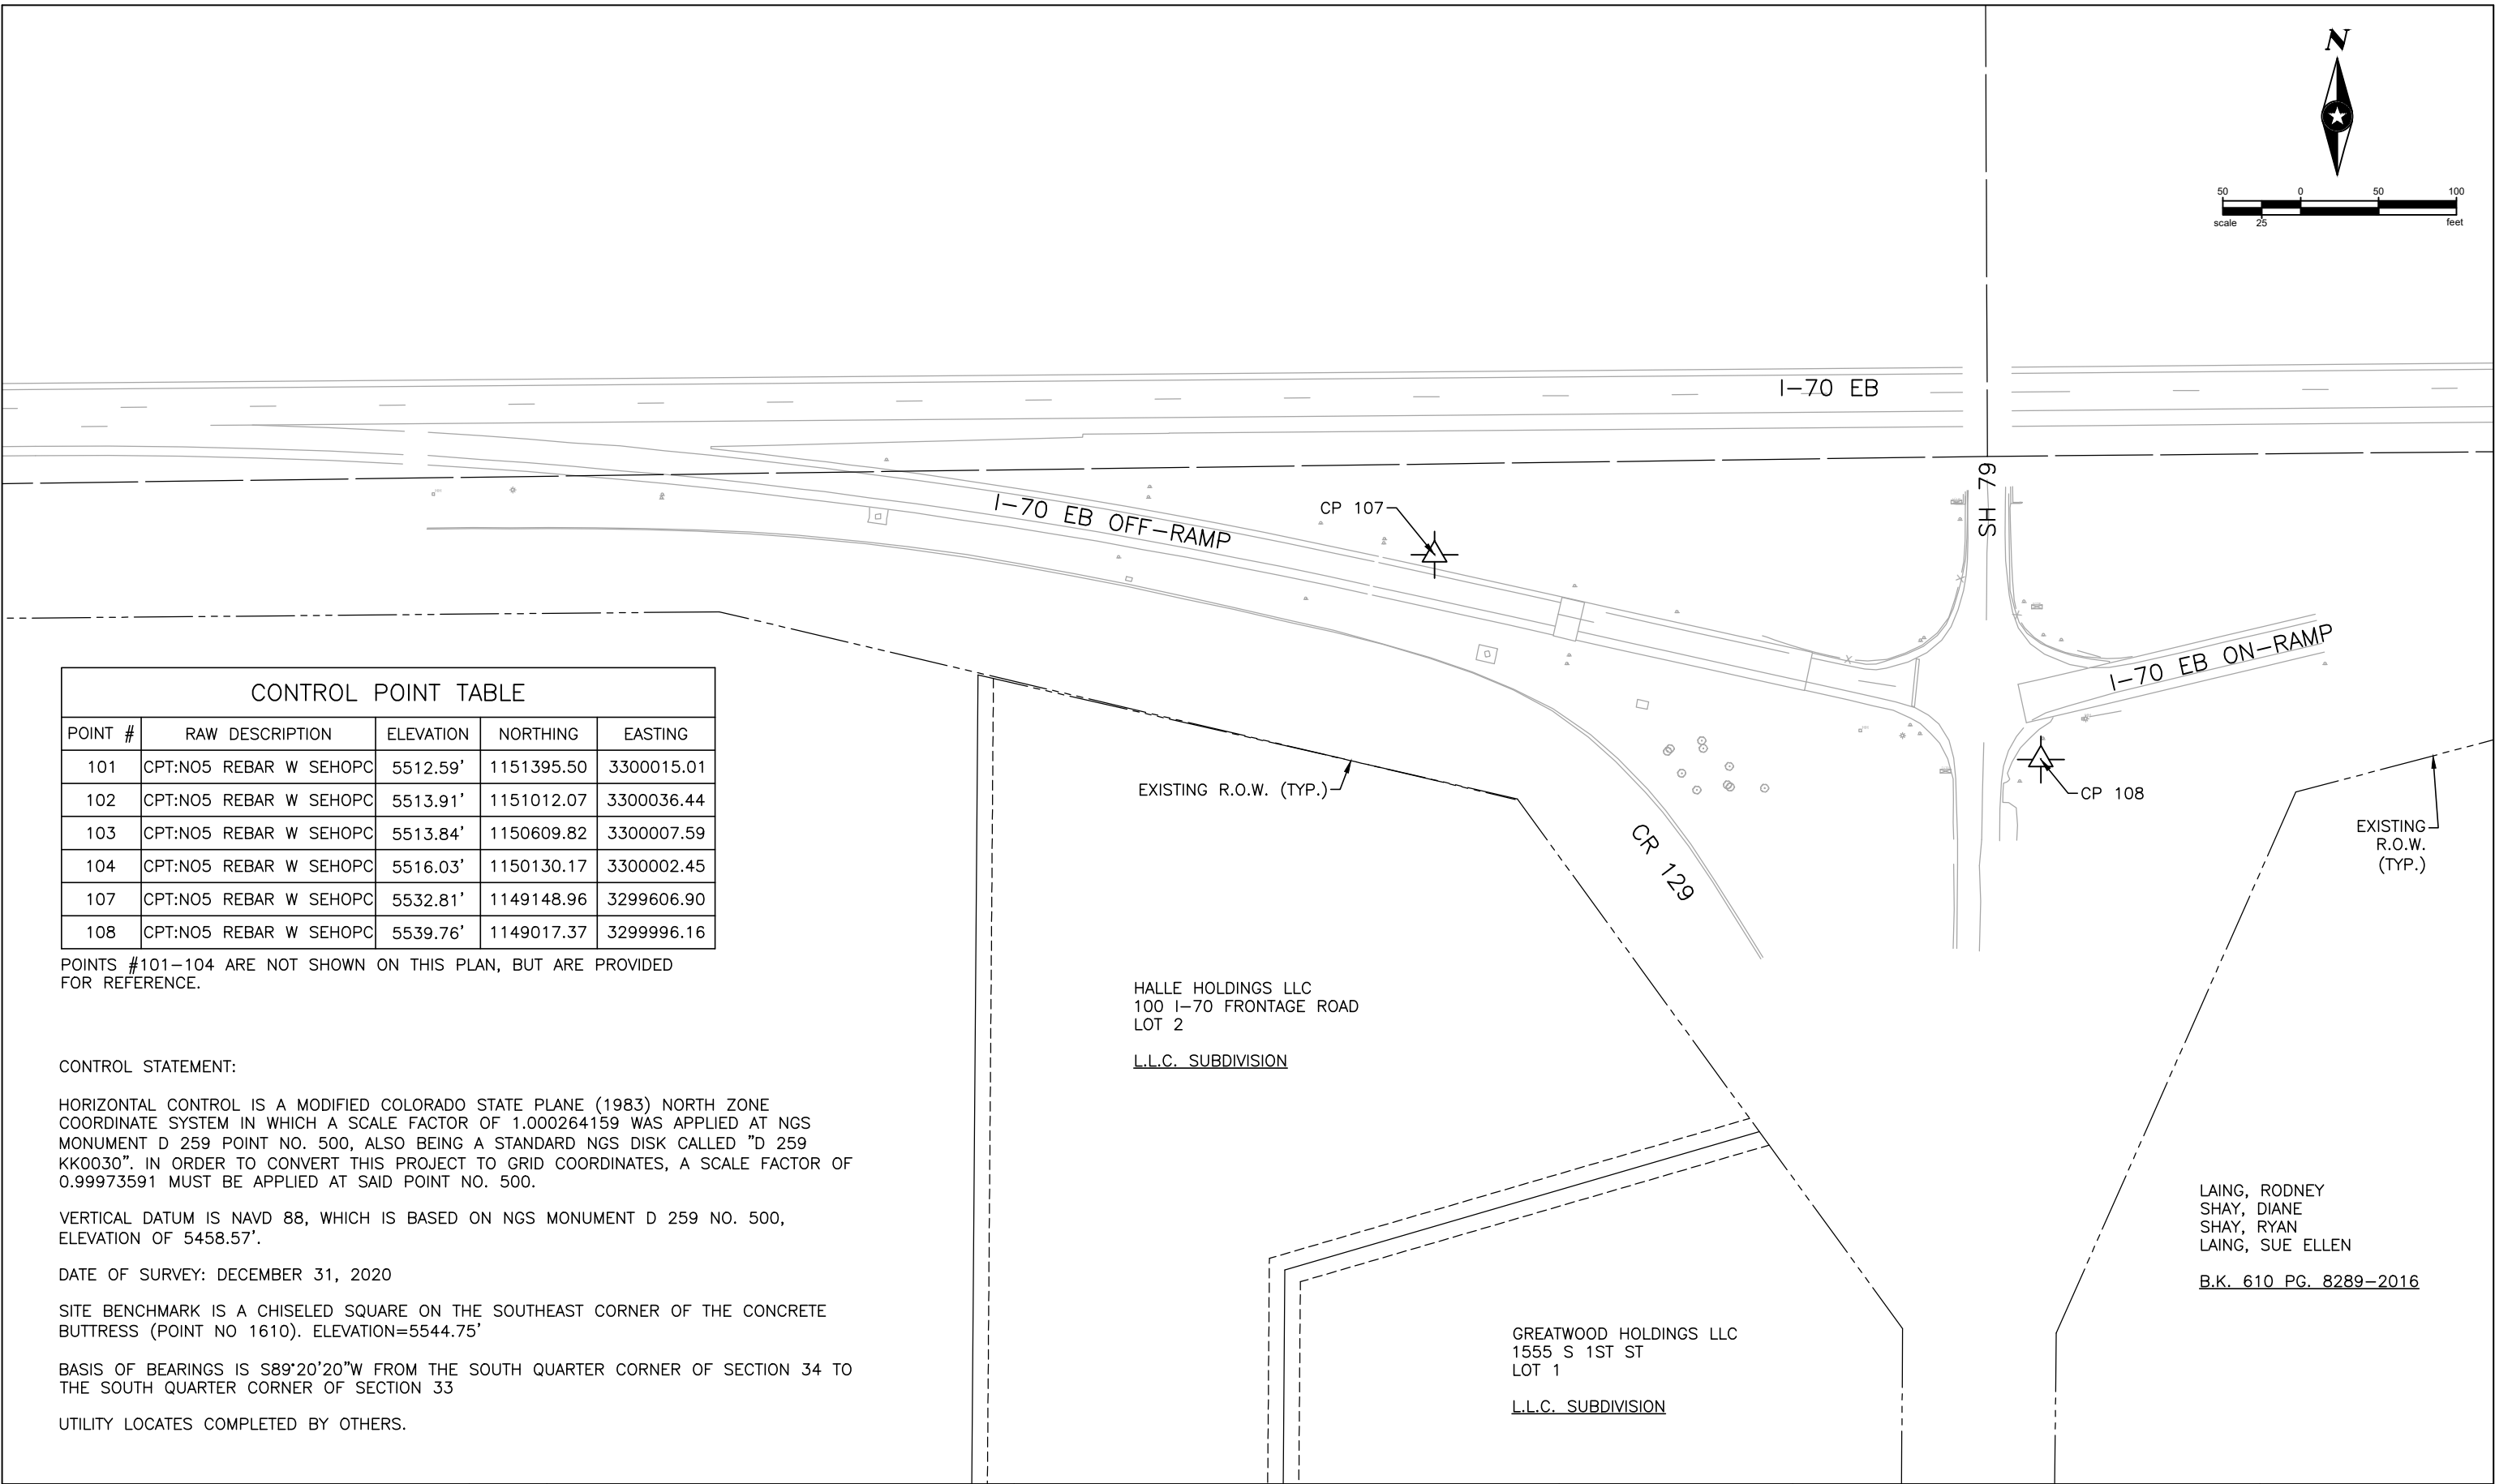 N
50 0 50 100
scale 25 feet
I-70 EB
SH 79
CP 107
I-70 EB OFF-RAMP
I-70 EB ON-RAMP
CP 108
EXISTING R.O.W. (TYP.)
EXISTING
R.O.W.
(TYP.)
CR 129
CONTROL POINT TABLE
POINT # RAW DESCRIPTION ELEVATION NORTHING EASTING
101 CPT:NO5 REBAR W SEHOPC 5512.59' 1151395.50 3300015.01
102 CPT:NO5 REBAR W SEHOPC 5513.91' 1151012.07 3300036.44
103 CPT:NO5 REBAR W SEHOPC 5513.84' 1150609.82 3300007.59
104 CPT:NO5 REBAR W SEHOPC 5516.03' 1150130.17 3300002.45
107 CPT:NO5 REBAR W SEHOPC 5532.81' 1149148.96 3299606.90
108 CPT:NO5 REBAR W SEHOPC 5539.76' 1149017.37 3299996.16
POINTS #101-104 ARE NOT SHOWN ON THIS PLAN, BUT ARE PROVIDED
FOR REFERENCE.
CONTROL STATEMENT:
HORIZONTAL CONTROL IS A MODIFIED COLORADO STATE PLANE (1983) NORTH ZONE
COORDINATE SYSTEM IN WHICH A SCALE FACTOR OF 1.000264159 WAS APPLIED AT NGS
MONUMENT D 259 POINT NO. 500, ALSO BEING A STANDARD NGS DISK CALLED "D 259
KK0030". IN ORDER TO CONVERT THIS PROJECT TO GRID COORDINATES, A SCALE FACTOR OF
0.99973591 MUST BE APPLIED AT SAID POINT NO. 500.
VERTICAL DATUM IS NAVD 88, WHICH IS BASED ON NGS MONUMENT D 259 NO. 500,
ELEVATION OF 5458.57'.
DATE OF SURVEY: DECEMBER 31, 2020
SITE BENCHMARK IS A CHISELED SQUARE ON THE SOUTHEAST CORNER OF THE CONCRETE
BUTTRESS (POINT NO 1610). ELEVATION=5544.75'
BASIS OF BEARINGS IS S89°20'20"W FROM THE SOUTH QUARTER CORNER OF SECTION 34 TO
THE SOUTH QUARTER CORNER OF SECTION 33
UTILITY LOCATES COMPLETED BY OTHERS.
HALLE HOLDINGS LLC
100 I-70 FRONTAGE ROAD
LOT 2
L.L.C. SUBDIVISION
GREATWOOD HOLDINGS LLC
1555 S 1ST ST
LOT 1
L.L.C. SUBDIVISION
LAING, RODNEY
SHAY, DIANE
SHAY, RYAN
LAING, SUE ELLEN
B.K. 610 PG. 8289-2016